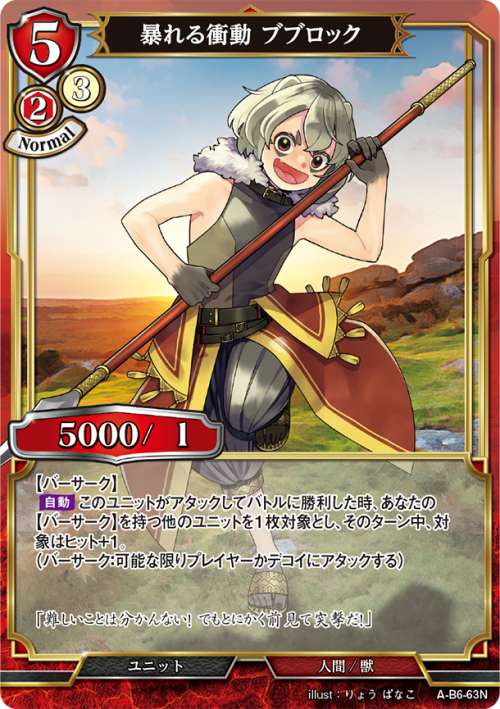 5
暴れる衝動 ブブロック
2
3
Normal
5000/ 1
【バーサーク】
自動 このユニットがアタックしてバトルに勝利した時、あなたの
【バーサーク】を持つ他のユニットを1枚対象とし、そのターン中、対
象はヒット+1。
(バーサーク:可能な限りプレイヤーかデコイにアタックする)
「難しいことは分かんない! でもとにかく前見て突撃だ!」
ユニット
人間/獣
illust:りょう ばなこ A-B6-63N